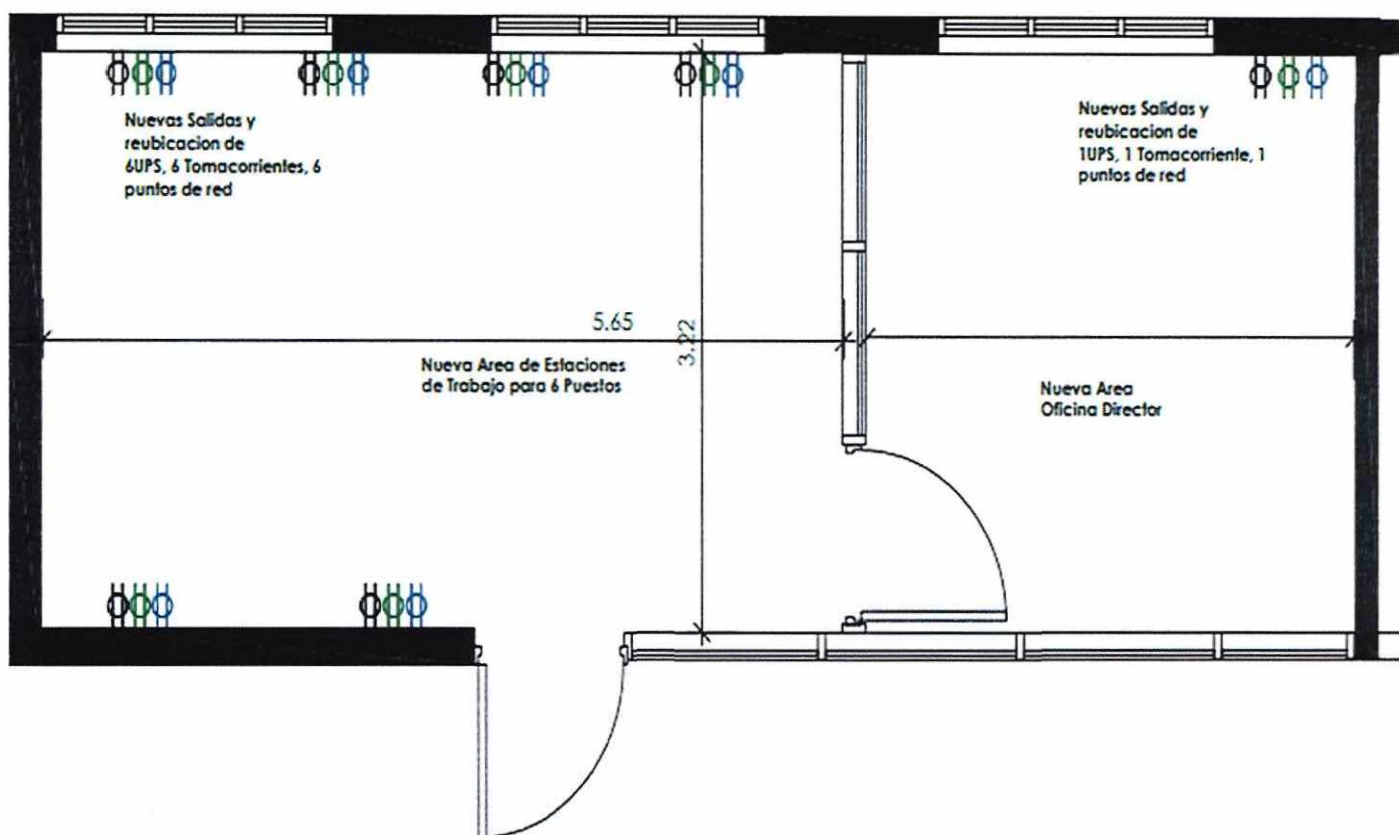 Nuevas Salidas y
reubicacion de
6UPS, 6 Tomacorrientes, 6
puntos de red
Nuevas Salidas y
reubicacion de
1UPS, 1 Tomacorriente, 1
puntos de red
5.65
3.22
Nueva Area de Estaciones
de Trabajo para 6 Puestos
Nueva Area
Oficina Director